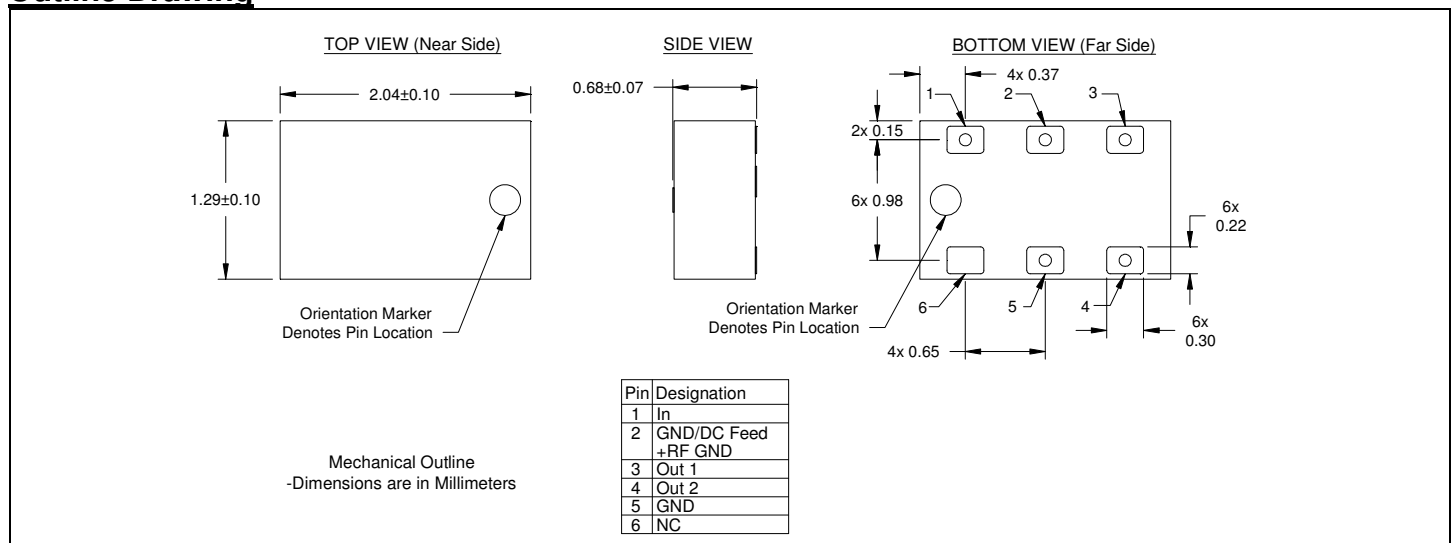 Outline Drawing
TOP VIEW (Near Side)
SIDE VIEW
BOTTOM VIEW (Far Side)
2.04±0.10
1.29±0.10
Orientation Marker
Denotes Pin Location
0.68±0.07
4x 0.37
1
2
3
2x 0.15
6x 0.98
6x
0.22
Orientation Marker
Denotes Pin Location
6
5
4
6x
0.30
4x 0.65
Pin Designation
1 In
2 GND/DC Feed
+RF GND
3 Out 1
4 Out 2
5 GND
6 NC
Mechanical Outline
-Dimensions are in Millimeters